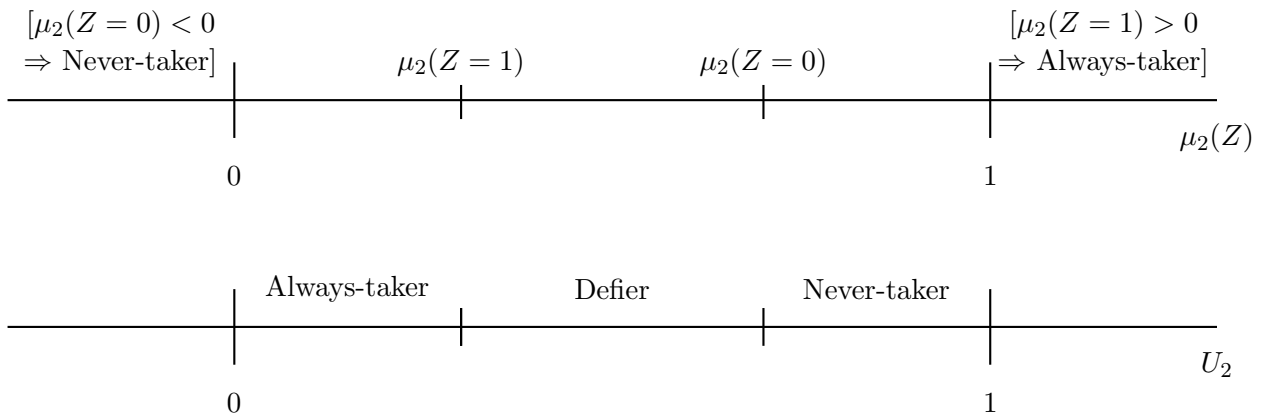 [μ₂(Z = 0) < 0
⇒ Never-taker]
μ₂(Z = 1)
μ₂(Z = 0)
[μ₂(Z = 1) > 0
⇒ Always-taker]
μ₂(Z)
0
1
Always-taker
Defier
Never-taker
U₂
0
1